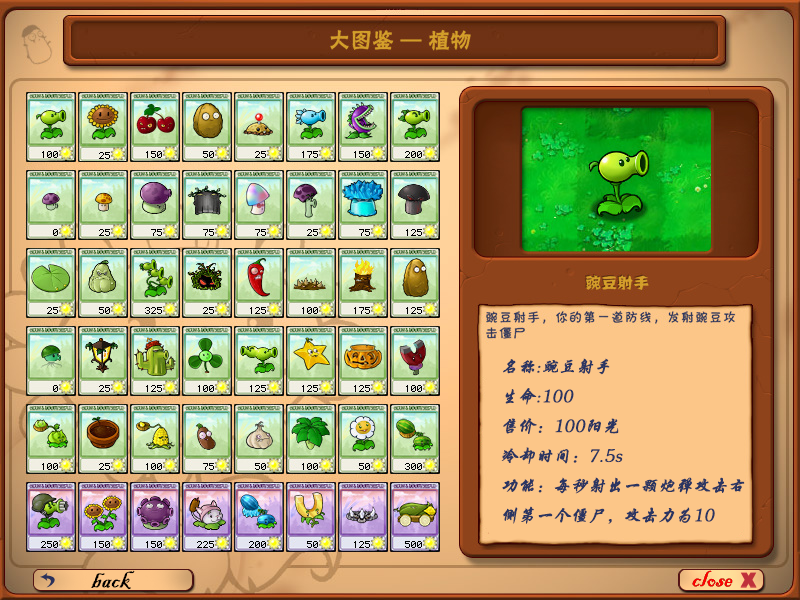 大图鉴 — 植物
100 25 150 50 25 175 150 200
0 25 75 75 75 25 75 125
25 50 325 25 125 100 175 125
0 25 125 100 125 125 125 100
100 25 100 75 50 100 50 300
250 150 150 225 200 50 125 500
豌豆射手
豌豆射手，你的第一道防线，发射豌豆攻
击僵尸
名称:豌豆射手
生命:100
售价：100阳光
冷却时间：7.5s
功能：每秒射出一颗炮弹攻击右
侧第一个僵尸，攻击力为10
back
close X